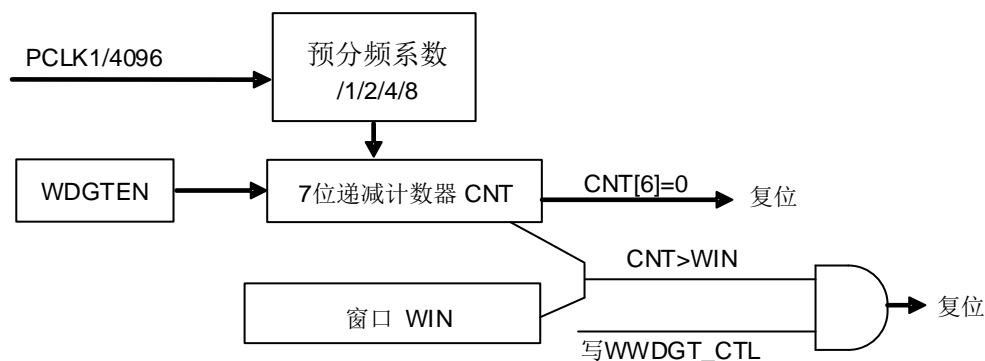 PCLK1/4096
预分频系数
/1/2/4/8
WDGTEN
7位递减计数器 CNT
CNT[6]=0
复位
CNT>WIN
窗口 WIN
复位
写WWDGT_CTL